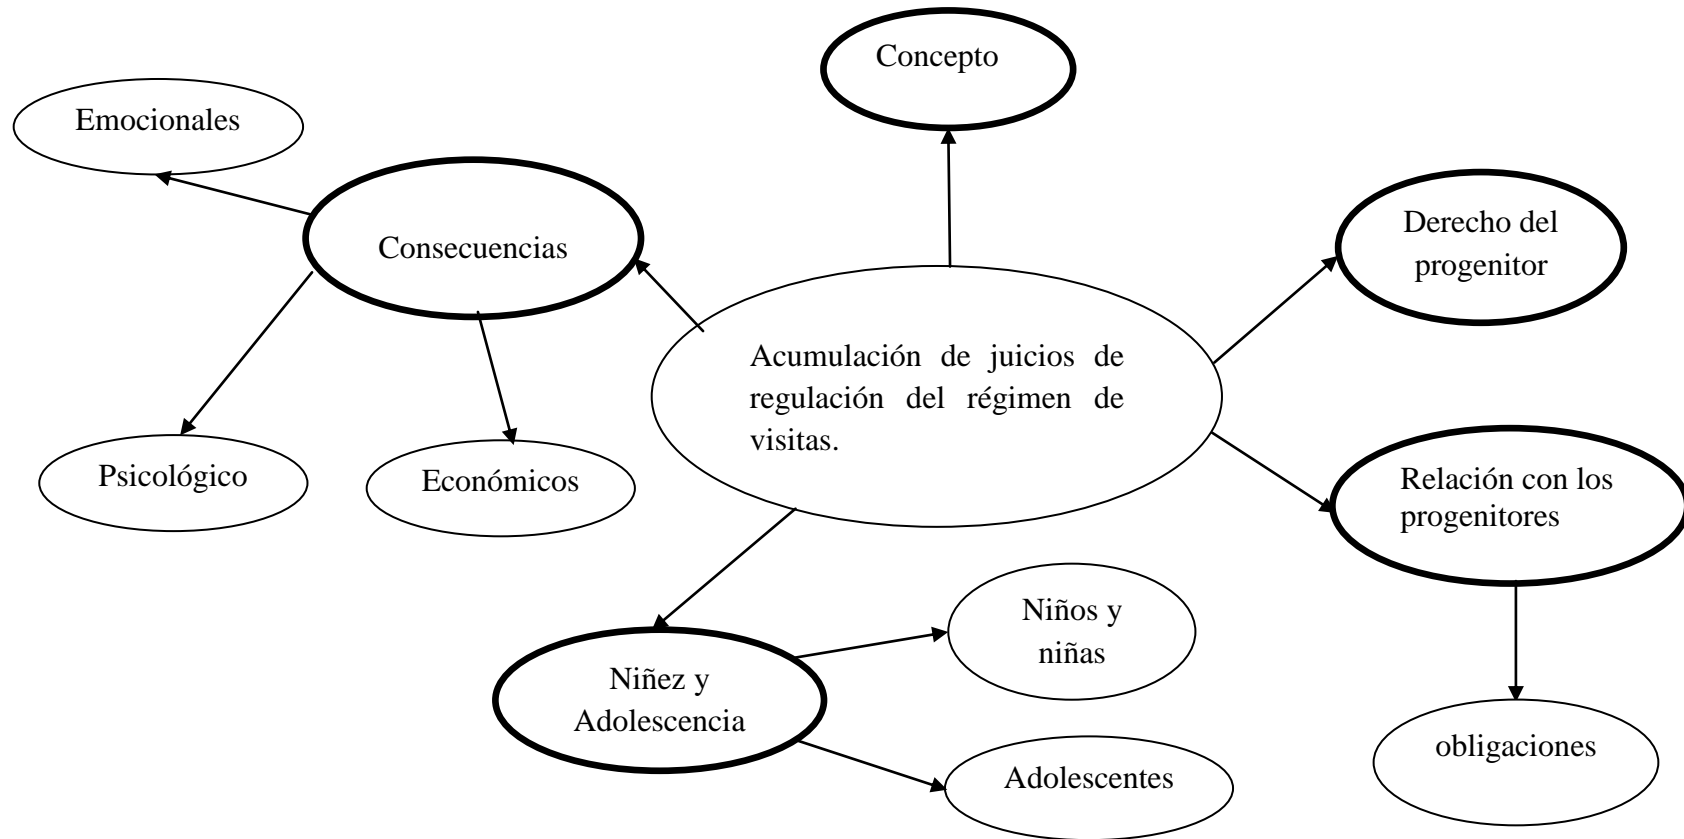 Concepto
Emocionales
Consecuencias
Derecho del
progenitor
Acumulación de juicios de
regulación del régimen de
visitas.
Psicológico
Económicos
Relación con los
progenitores
Niñez y
Adolescencia
Niños y
niñas
Adolescentes
obligaciones